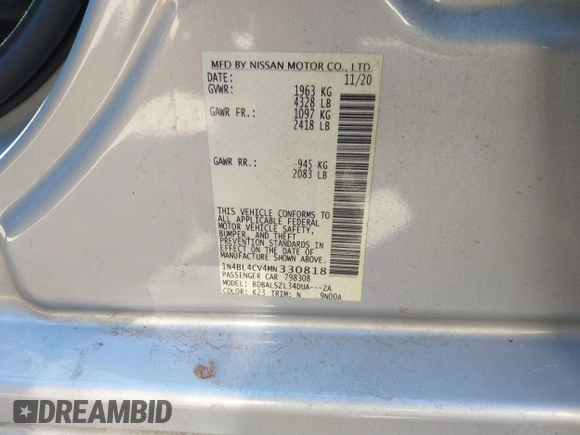 MFD BY NISSAN MOTOR CO., LTD.
DATE: 11/20
GVWR: 1963 KG
4328 LB
GAWR FR.: 1097 KG
2418 LB
GAWR RR.: 945 KG
2083 LB
THIS VEHICLE CONFORMS TO
ALL APPLICABLE FEDERAL
MOTOR VEHICLE SAFETY,
BUMPER, AND THEFT
PREVENTION STANDARDS IN
EFFECT ON THE DATE OF
MANUFACTURE SHOWN ABOVE.
1N4BL4CV4MN330818
PASSENGER CAR 798308
MODEL: BDBALSZL34DUA---ZA
COLOR: K23 TRIM: N 9N00A
DREAMBID